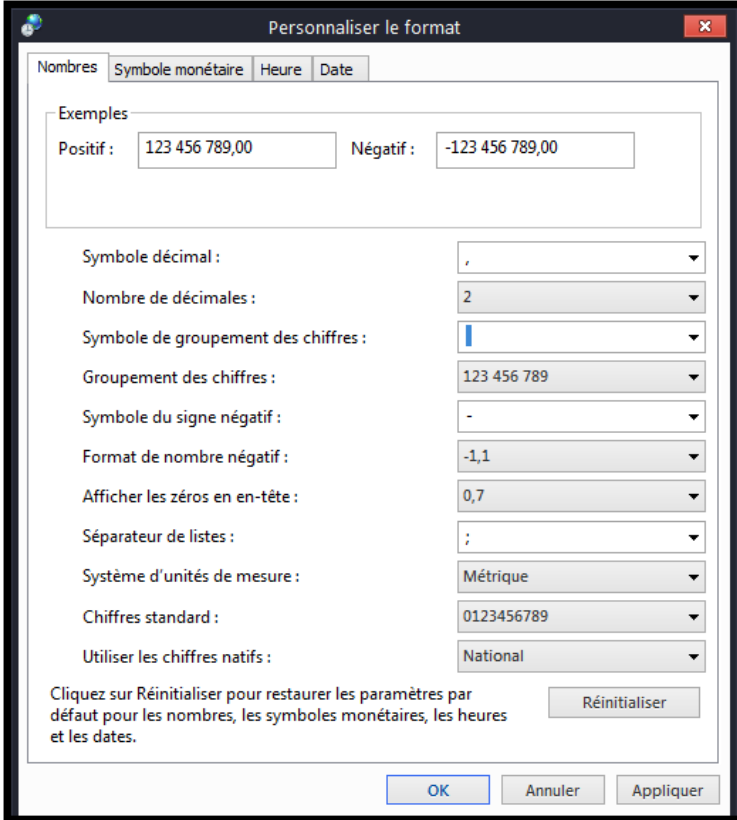 Personnaliser le format
Nombres Symbole monétaire Heure Date
Exemples
Positif : 123 456 789,00 Négatif : -123 456 789,00
Symbole décimal : ,
Nombre de décimales : 2
Symbole de groupement des chiffres :
Groupement des chiffres : 123 456 789
Symbole du signe négatif : -
Format de nombre négatif : -1,1
Afficher les zéros en en-tête : 0,7
Séparateur de listes : ;
Système d'unités de mesure : Métrique
Chiffres standard : 0123456789
Utiliser les chiffres natifs : National
Cliquez sur Réinitialiser pour restaurer les paramètres par
défaut pour les nombres, les symboles monétaires, les heures
et les dates.
Réinitialiser
OK Annuler Appliquer